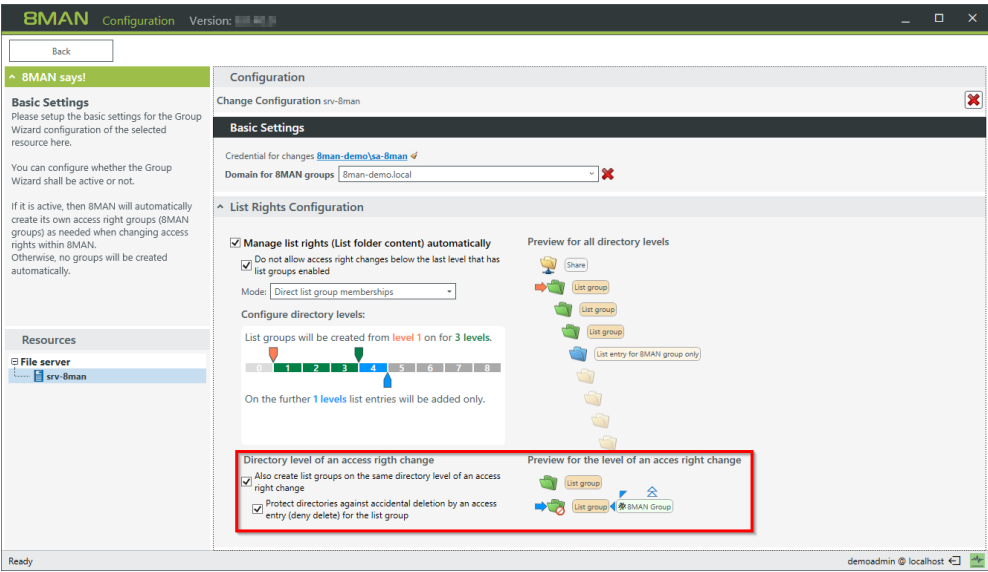 8MAN Configuration Version:
Back
8MAN says!
Basic Settings
Please setup the basic settings for the Group
Wizard configuration of the selected
resource here.
You can configure whether the Group
Wizard shall be active or not.
If it is active, then 8MAN will automatically
create its own access right groups (8MAN
groups) as needed when changing access
rights within 8MAN.
Otherwise, no groups will be created
automatically.
Resources
File server
srv-8man
Configuration
Change Configuration srv-8man
Basic Settings
Credential for changes 8man-demo\sa-8man
Domain for 8MAN groups 8man-demo.local
List Rights Configuration
Manage list rights (List folder content) automatically
Do not allow access right changes below the last level that has
list groups enabled
Mode: Direct list group memberships
Configure directory levels:
List groups will be created from level 1 on for 3 levels.
0 1 2 3 4 5 6 7 8
On the further 1 levels list entries will be added only.
Preview for all directory levels
Share
List group
List group
List group
List entry for 8MAN group only
Directory level of an access rigth change
Also create list groups on the same directory level of an access
right change
Protect directories against accidental deletion by an access
entry (deny delete) for the list group
Preview for the level of an acces right change
List group
List group 8MAN Group
Ready
demoadmin @ localhost